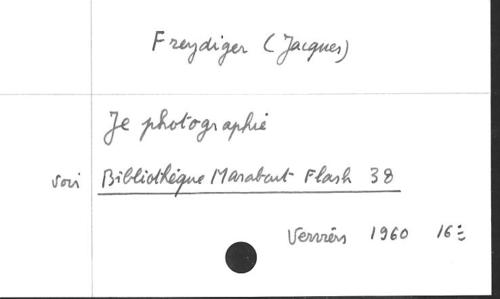 Freydiger (Jacques)
Je photographie
voir Bibliothèque Marabout Flash 38
Verviers 1960 16=